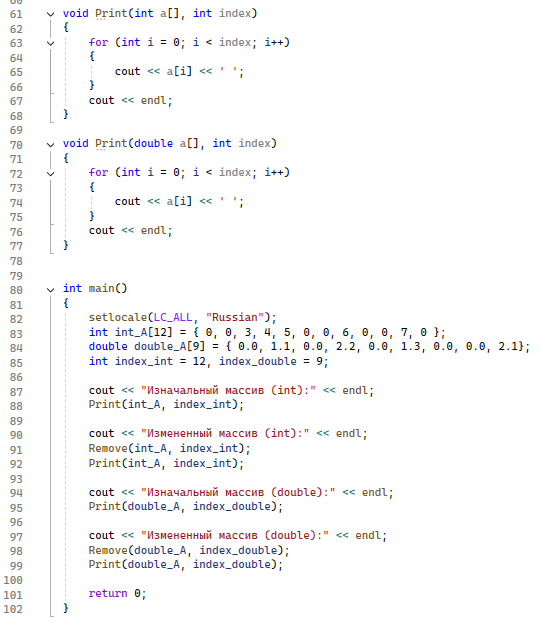 61 void Print(int a[], int index)
62 {
63 for (int i = 0; i < index; i++)
64 {
65 cout << a[i] << ' ';
66 }
67 cout << endl;
68 }
69
70 void Print(double a[], int index)
71 {
72 for (int i = 0; i < index; i++)
73 {
74 cout << a[i] << ' ';
75 }
76 cout << endl;
77 }
78
79
80 int main()
81 {
82 setlocale(LC_ALL, "Russian");
83 int int_A[12] = { 0, 0, 3, 4, 5, 0, 0, 6, 0, 0, 7, 0 };
84 double double_A[9] = { 0.0, 1.1, 0.0, 2.2, 0.0, 1.3, 0.0, 0.0, 2.1};
85 int index_int = 12, index_double = 9;
86
87 cout << "Изначальный массив (int):" << endl;
88 Print(int_A, index_int);
89
90 cout << "Измененный массив (int):" << endl;
91 Remove(int_A, index_int);
92 Print(int_A, index_int);
93
94 cout << "Изначальный массив (double):" << endl;
95 Print(double_A, index_double);
96
97 cout << "Измененный массив (double):" << endl;
98 Remove(double_A, index_double);
99 Print(double_A, index_double);
100
101 return 0;
102 }